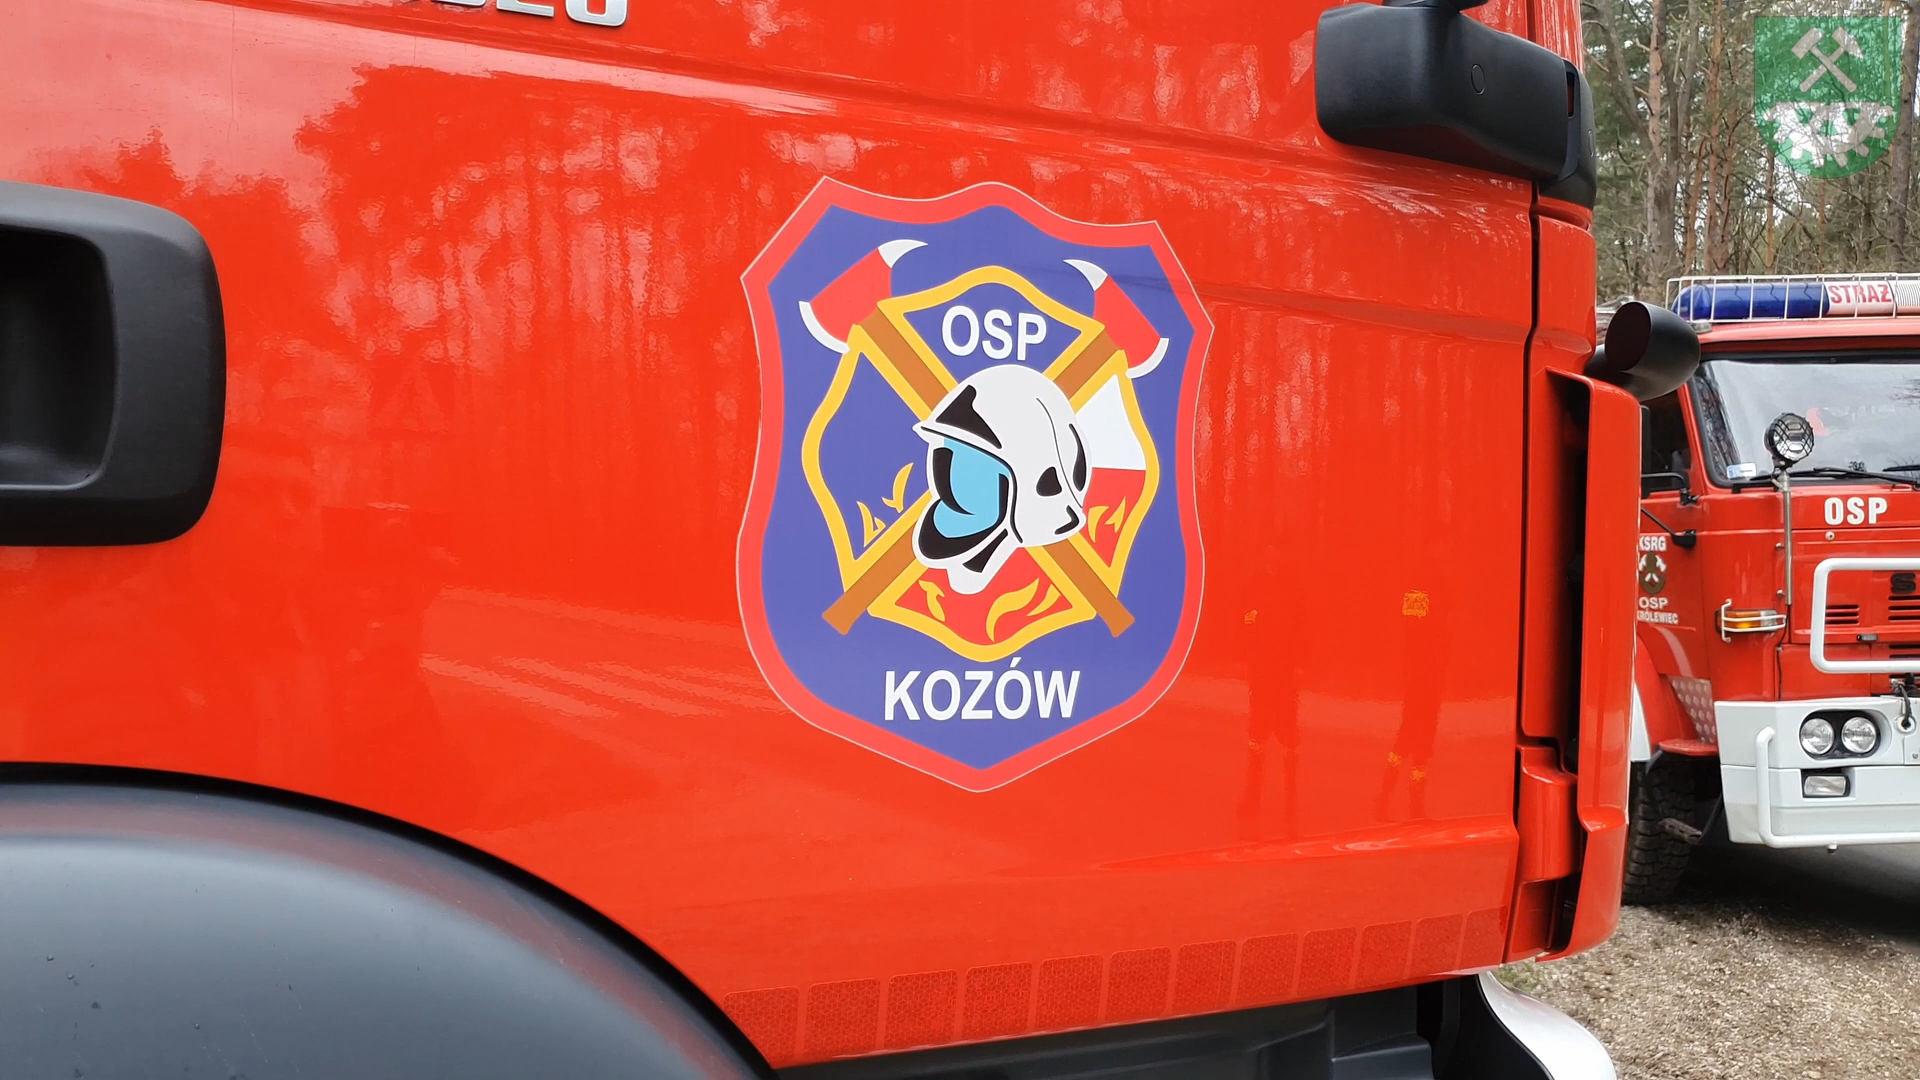 OSP
KOZÓW
STRAŻ
OSP
KSRG
OSP
KRÓLEWIEC